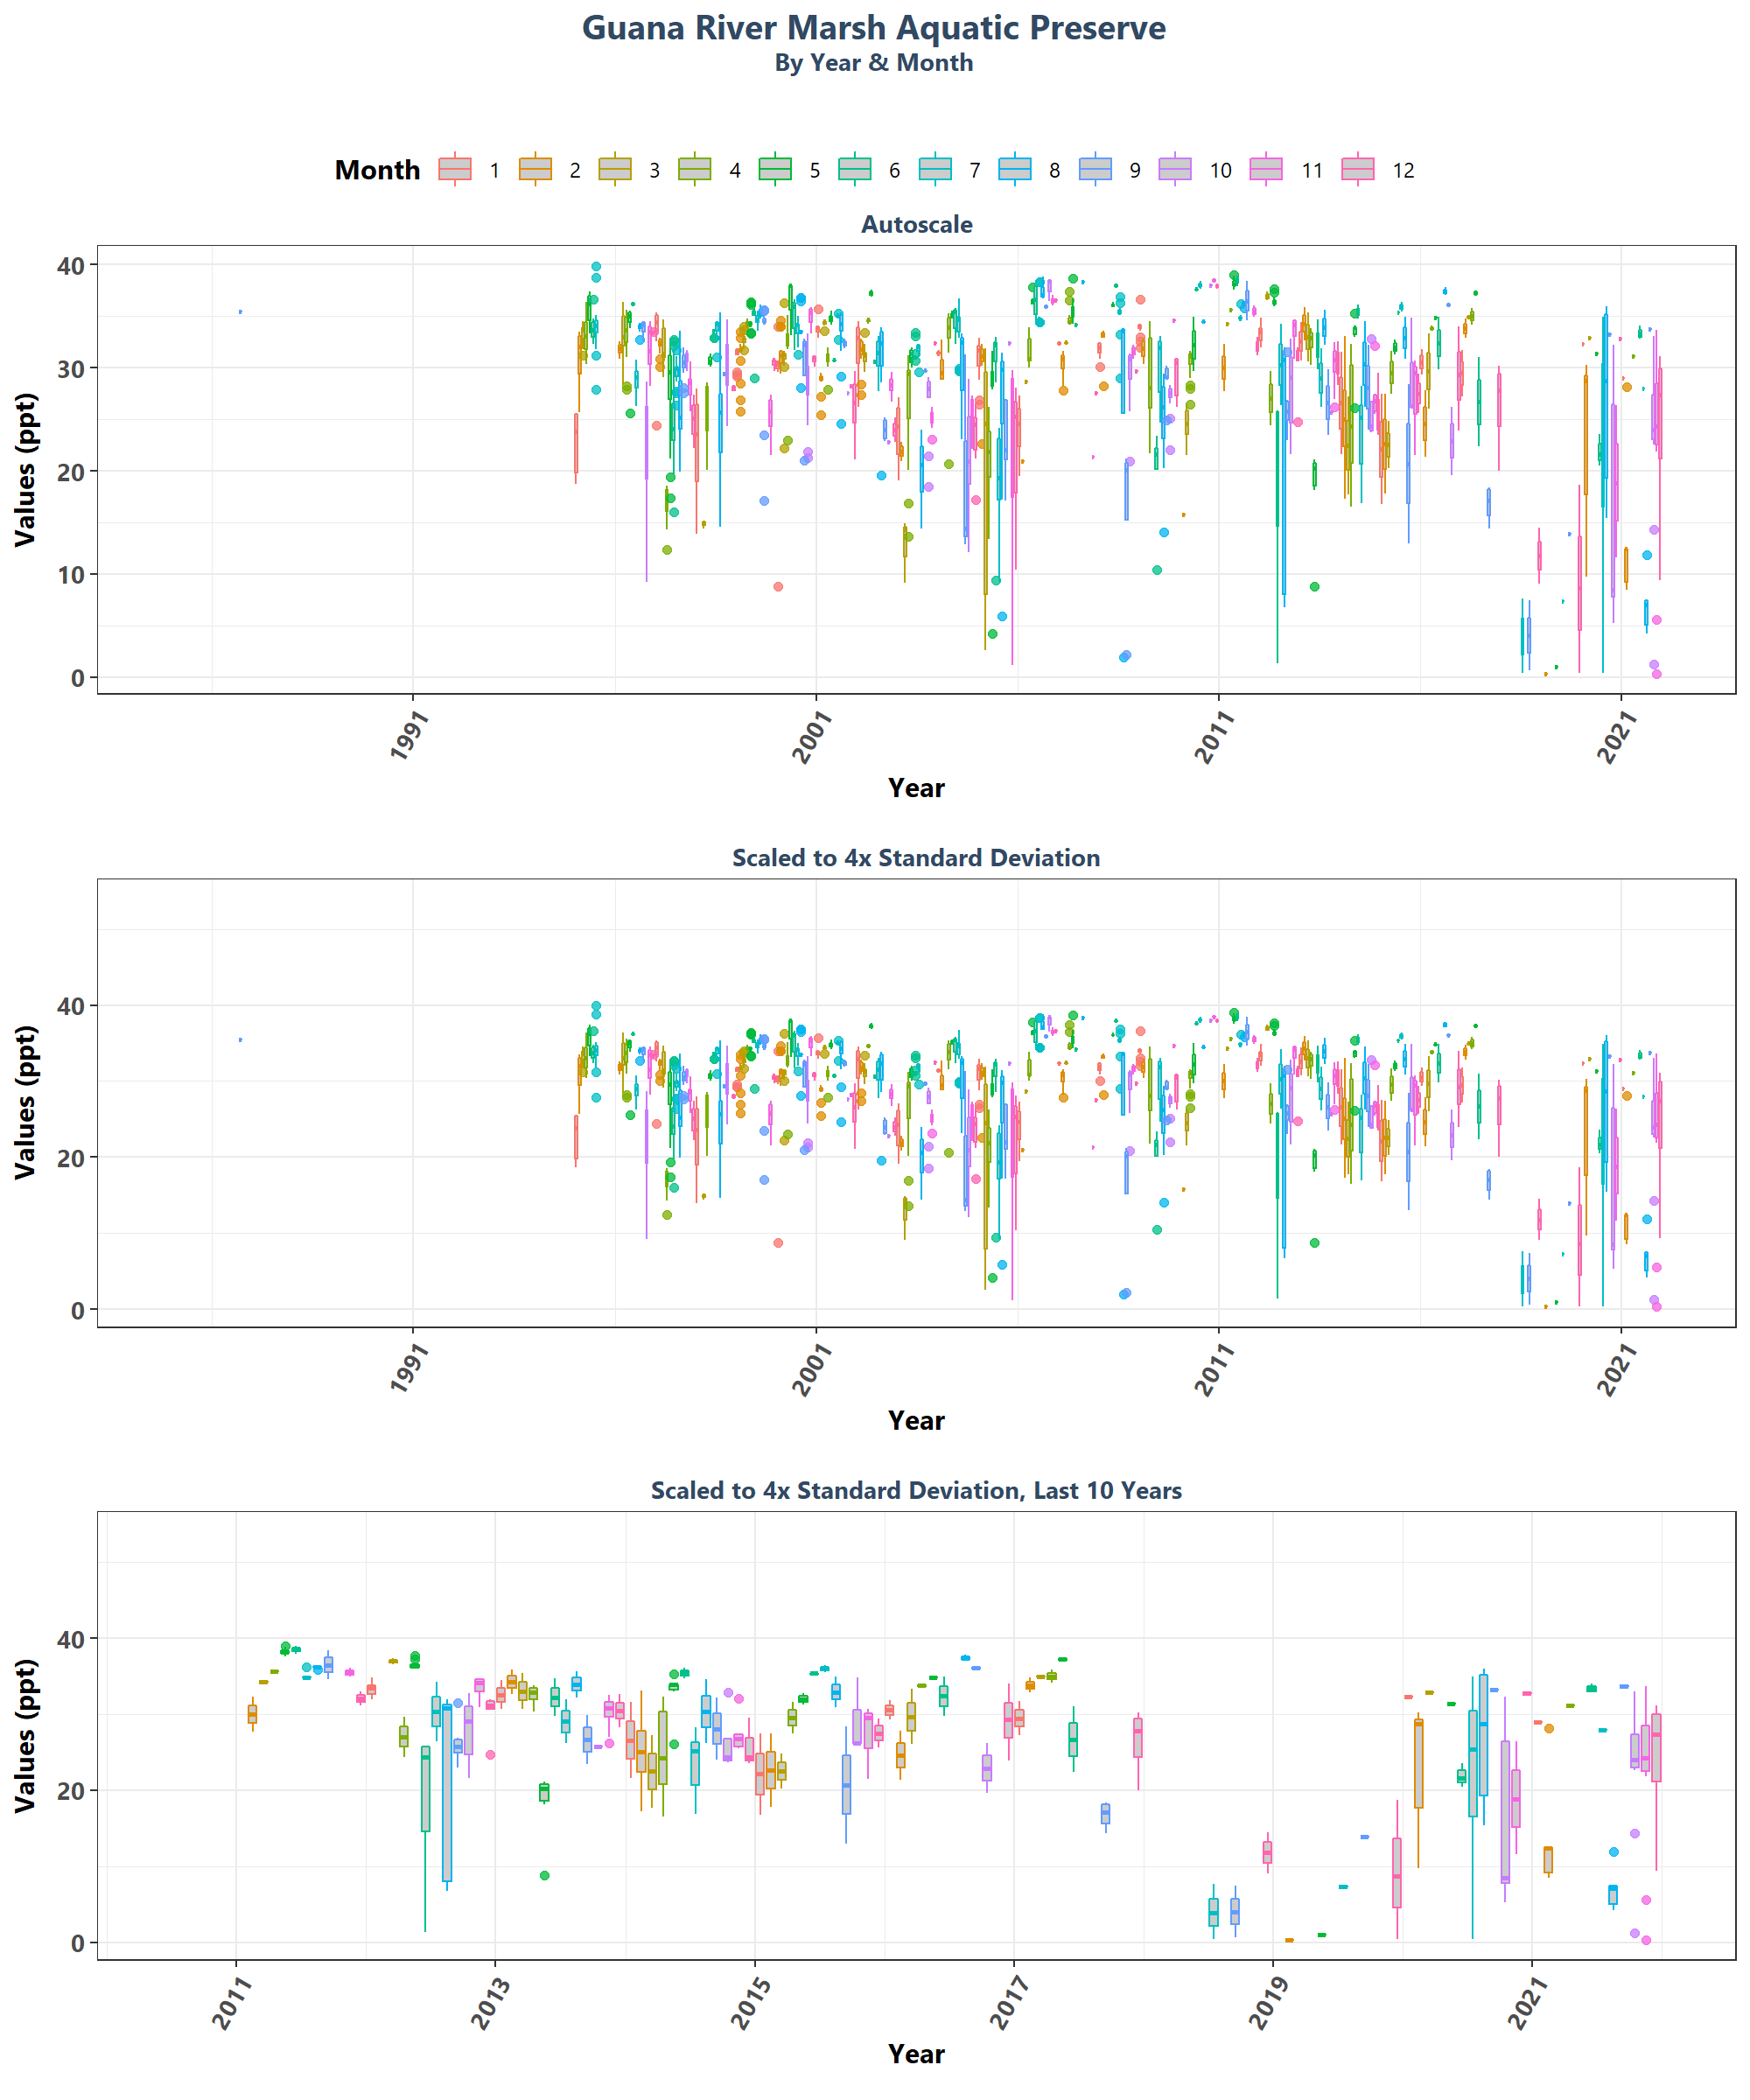 Guana River Marsh Aquatic Preserve
By Year & Month
Month 1 2 3 4 5 6 7 8 9 10 11 12
Autoscale
Values (ppt)
40
30
20
10
0
1991 2001 2011 2021
Year
Scaled to 4x Standard Deviation
Values (ppt)
40
20
0
1991 2001 2011 2021
Year
Scaled to 4x Standard Deviation, Last 10 Years
Values (ppt)
40
20
0
2011 2013 2015 2017 2019 2021
Year